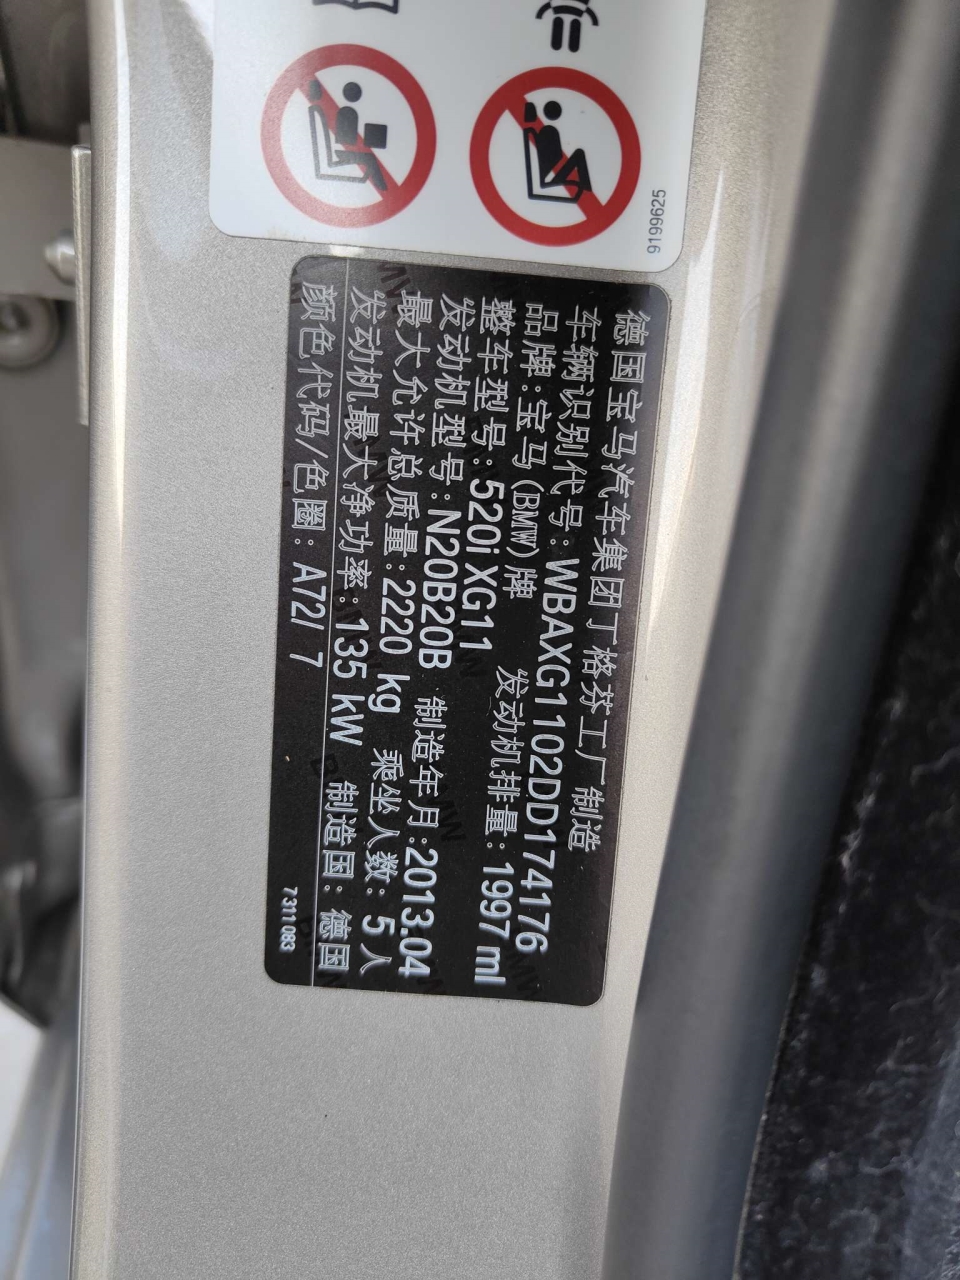 9199625
德国宝马汽车集团丁格芬工厂制造
车辆识别代号：WBAXG1102DD174176
品牌：宝马(BMW)牌 发动机排量：1997 ml
整车型号：520i XG11
发动机型号：N20B20B 制造年月：2013.04
最大允许总质量：2220 kg 乘坐人数：5人
发动机最大净功率：135 kW 制造国：德国
颜色代码/色圈：A72/ 7
7311083